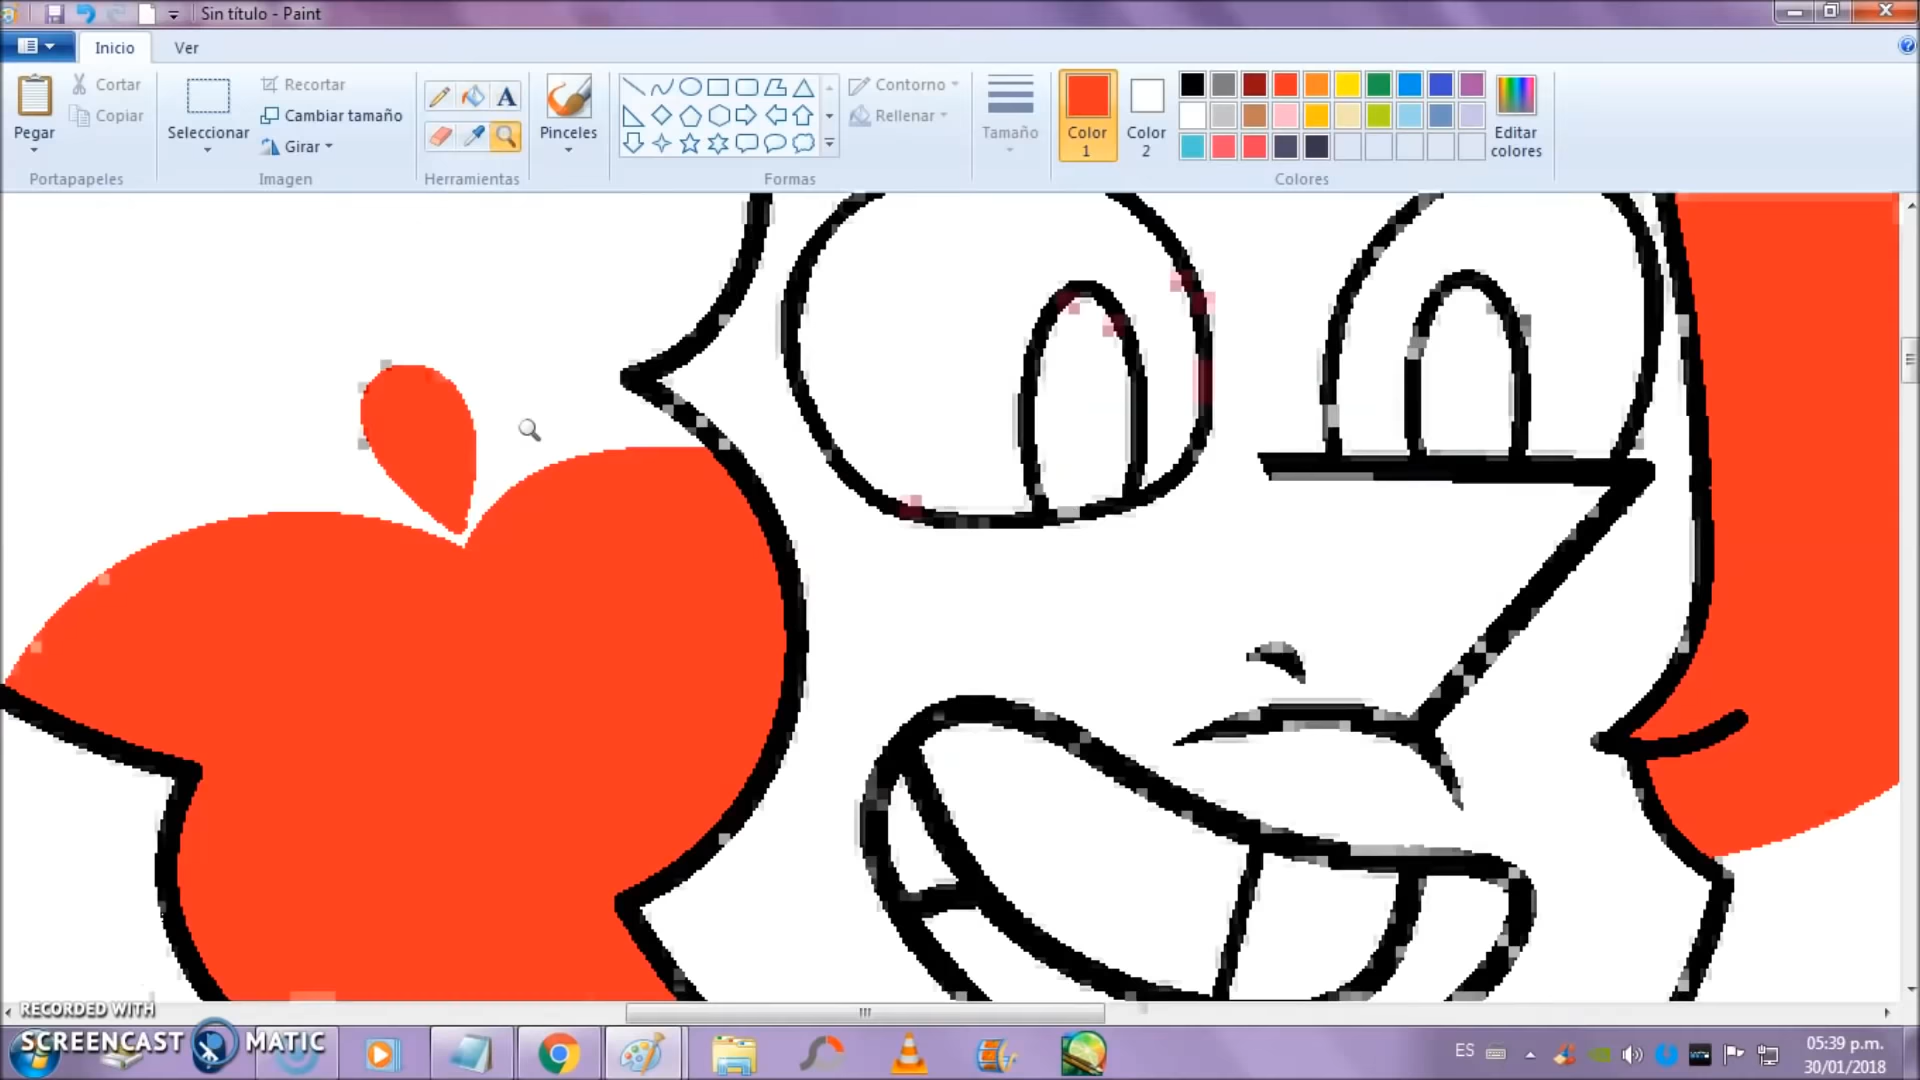 Sin título - Paint
Inicio
Ver
Pegar
Cortar
Copiar
Portapapeles
Seleccionar
Recortar
Cambiar tamaño
Girar
Imagen
A
Herramientas
Pinceles
Formas
Contorno
Rellenar
Tamaño
Color
1
Color
2
Editar
colores
Colores
RECORDED WITH
SCREENCAST MATIC
ES
05:39 p.m.
30/01/2018